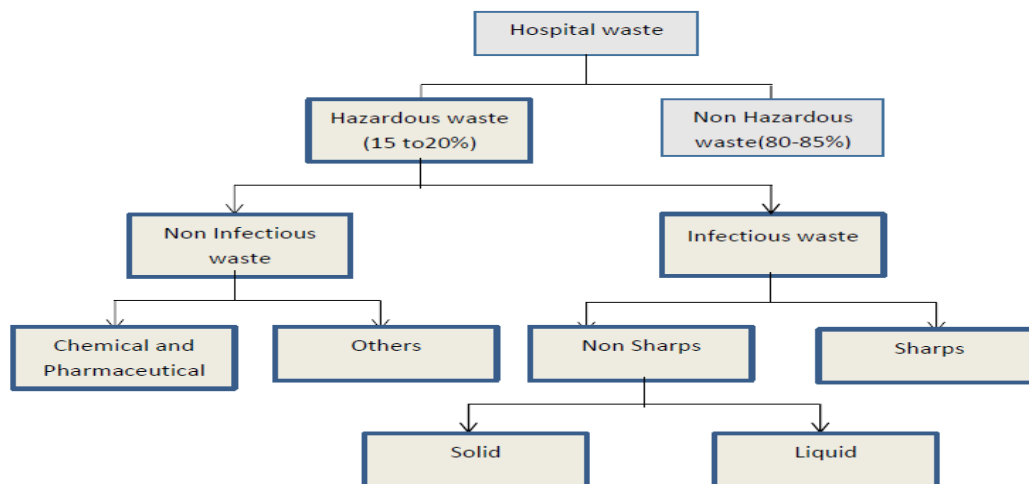 Hospital waste
Hazardous waste
(15 to20%)
Non Hazardous
waste(80-85%)
Non Infectious
waste
Infectious waste
Chemical and
Pharmaceutical
Others
Non Sharps
Sharps
Solid
Liquid